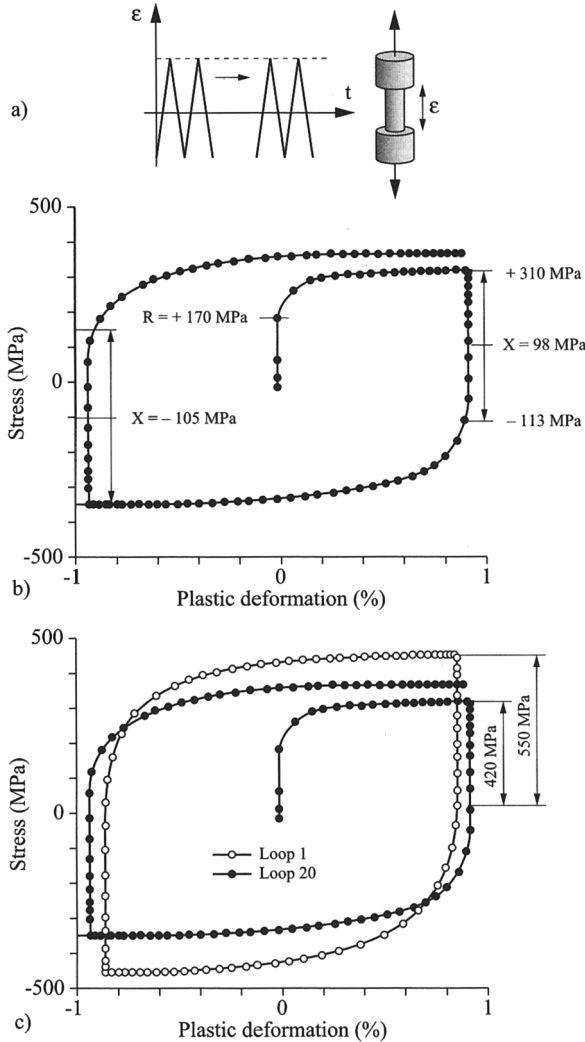 ε
t
ε
a)
500
+ 310 MPa
R = + 170 MPa
X = 98 MPa
Stress (MPa)
0
X = – 105 MPa
– 113 MPa
-500
-1
0
1
b)
Plastic deformation (%)
500
550 MPa
420 MPa
Stress (MPa)
0
Loop 1
Loop 20
-500
-1
0
1
c)
Plastic deformation (%)